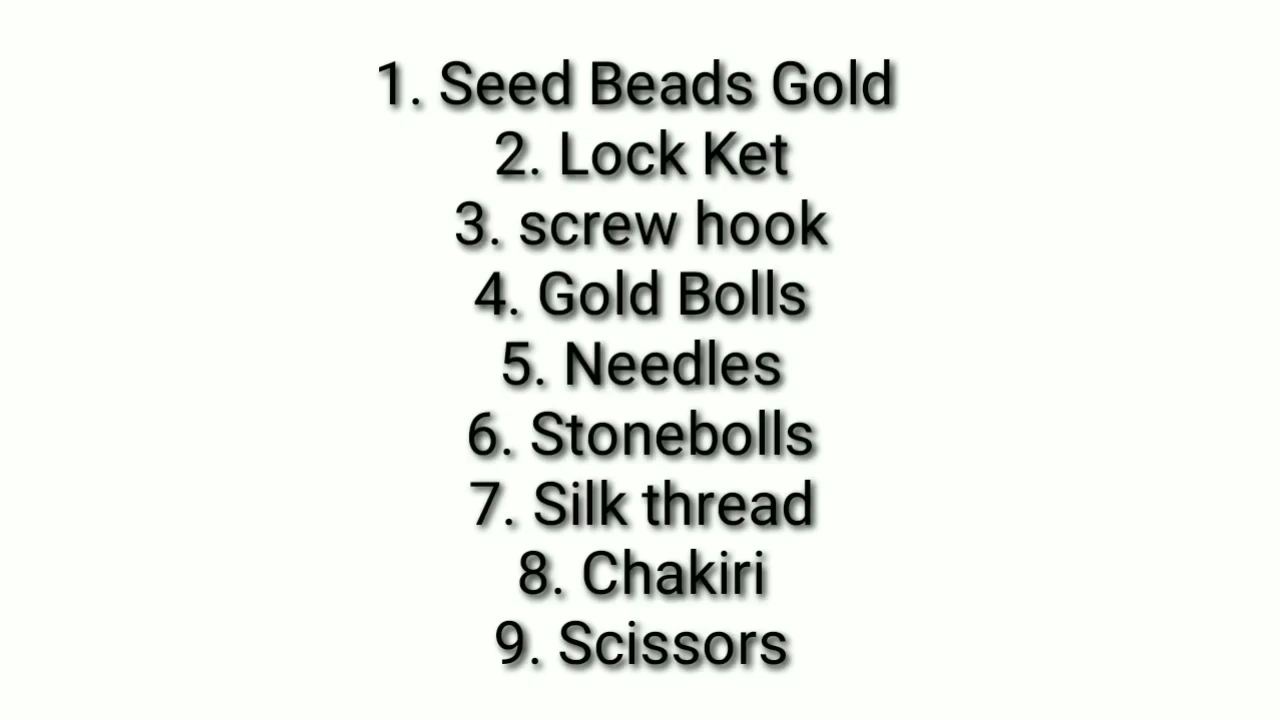 1. Seed Beads Gold
2. Lock Ket
3. screw hook
4. Gold Bolls
5. Needles
6. Stonebolls
7. Silk thread
8. Chakiri
9. Scissors